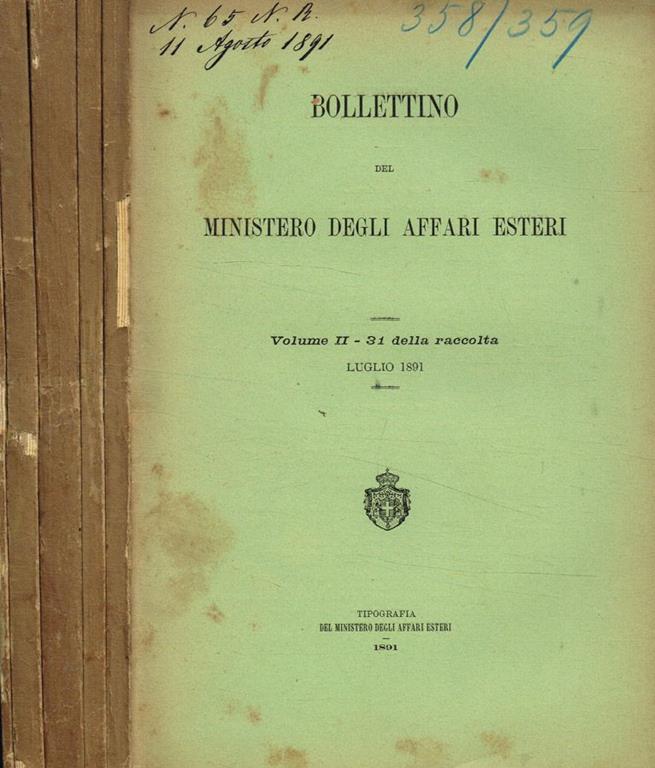 N. 65 N. R.
11 Agosto 1891
358/359
BOLLETTINO
DEL
MINISTERO DEGLI AFFARI ESTERI
Volume II - 31 della raccolta
LUGLIO 1891
TIPOGRAFIA
DEL MINISTERO DEGLI AFFARI ESTERI
1891